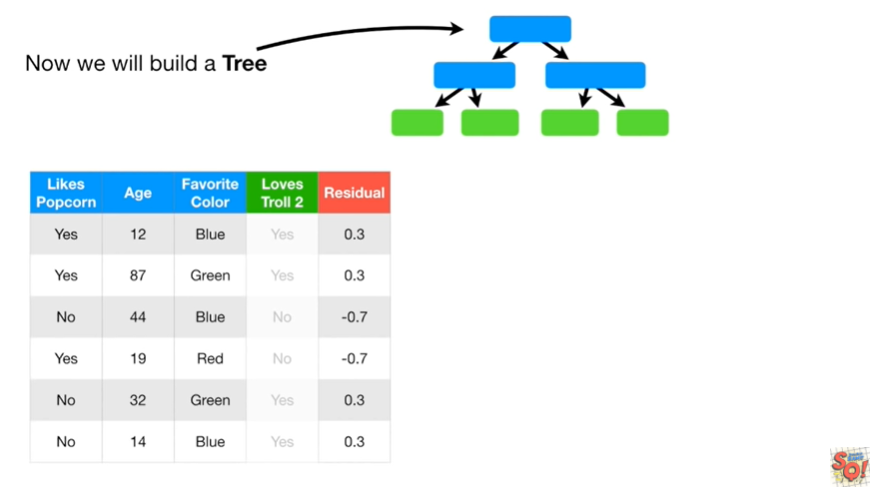 Now we will build a Tree
Likes Popcorn Age Favorite Color Loves Troll 2 Residual
Yes 12 Blue Yes 0.3
Yes 87 Green Yes 0.3
No 44 Blue No -0.7
Yes 19 Red No -0.7
No 32 Green Yes 0.3
No 14 Blue Yes 0.3
SQ!